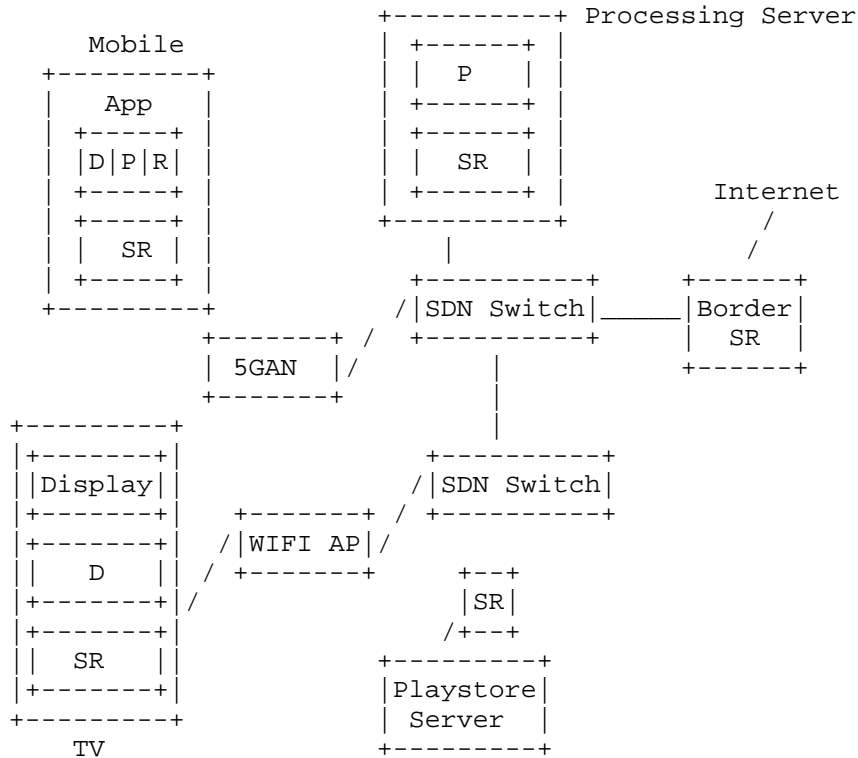 Processing Server
Mobile
App
P
D|P|R
SR
SR
Internet
SDN Switch
Border
SR
5GAN
Display
SDN Switch
WIFI AP
D
SR
SR
Playstore
Server
TV